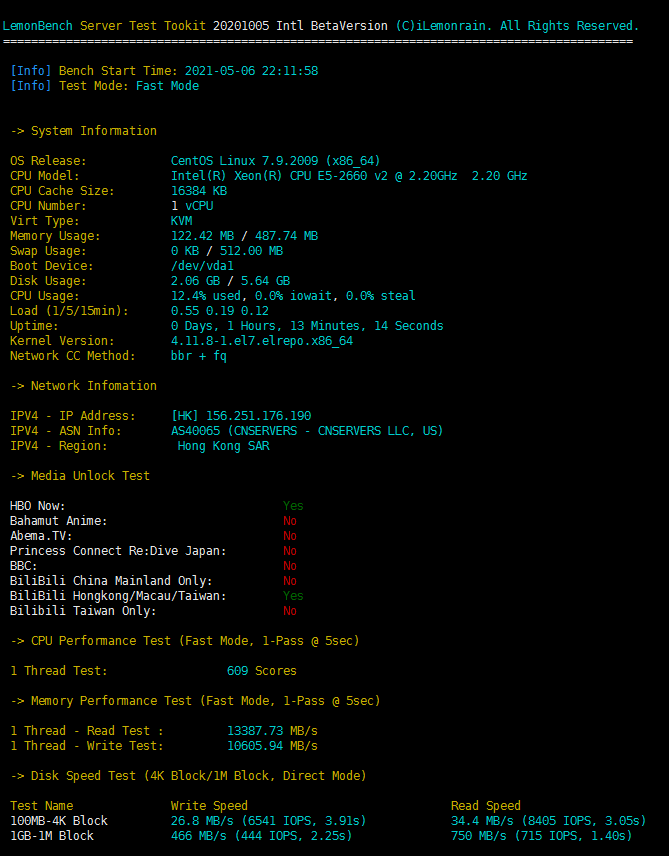 LemonBench Server Test Tookit 20201005 Intl BetaVersion (C)iLemonrain. All Rights Reserved.
==========================================================================================
[Info] Bench Start Time: 2021-05-06 22:11:58
[Info] Test Mode: Fast Mode
-> System Information
OS Release: CentOS Linux 7.9.2009 (x86_64)
CPU Model: Intel(R) Xeon(R) CPU E5-2660 v2 @ 2.20GHz  2.20 GHz
CPU Cache Size: 16384 KB
CPU Number: 1 vCPU
Virt Type: KVM
Memory Usage: 122.42 MB / 487.74 MB
Swap Usage: 0 KB / 512.00 MB
Boot Device: /dev/vda1
Disk Usage: 2.06 GB / 5.64 GB
CPU Usage: 12.4% used, 0.0% iowait, 0.0% steal
Load (1/5/15min): 0.55 0.19 0.12
Uptime: 0 Days, 1 Hours, 13 Minutes, 14 Seconds
Kernel Version: 4.11.8-1.el7.elrepo.x86_64
Network CC Method: bbr + fq
-> Network Infomation
IPV4 - IP Address: [HK] 156.251.176.190
IPV4 - ASN Info: AS40065 (CNSERVERS - CNSERVERS LLC, US)
IPV4 - Region: Hong Kong SAR
-> Media Unlock Test
HBO Now: Yes
Bahamut Anime: No
Abema.TV: No
Princess Connect Re:Dive Japan: No
BBC: No
BiliBili China Mainland Only: No
BiliBili Hongkong/Macau/Taiwan: Yes
Bilibili Taiwan Only: No
-> CPU Performance Test (Fast Mode, 1-Pass @ 5sec)
1 Thread Test: 609 Scores
-> Memory Performance Test (Fast Mode, 1-Pass @ 5sec)
1 Thread - Read Test : 13387.73 MB/s
1 Thread - Write Test: 10605.94 MB/s
-> Disk Speed Test (4K Block/1M Block, Direct Mode)
Test Name Write Speed Read Speed
100MB-4K Block 26.8 MB/s (6541 IOPS, 3.91s) 34.4 MB/s (8405 IOPS, 3.05s)
1GB-1M Block 466 MB/s (444 IOPS, 2.25s) 750 MB/s (715 IOPS, 1.40s)